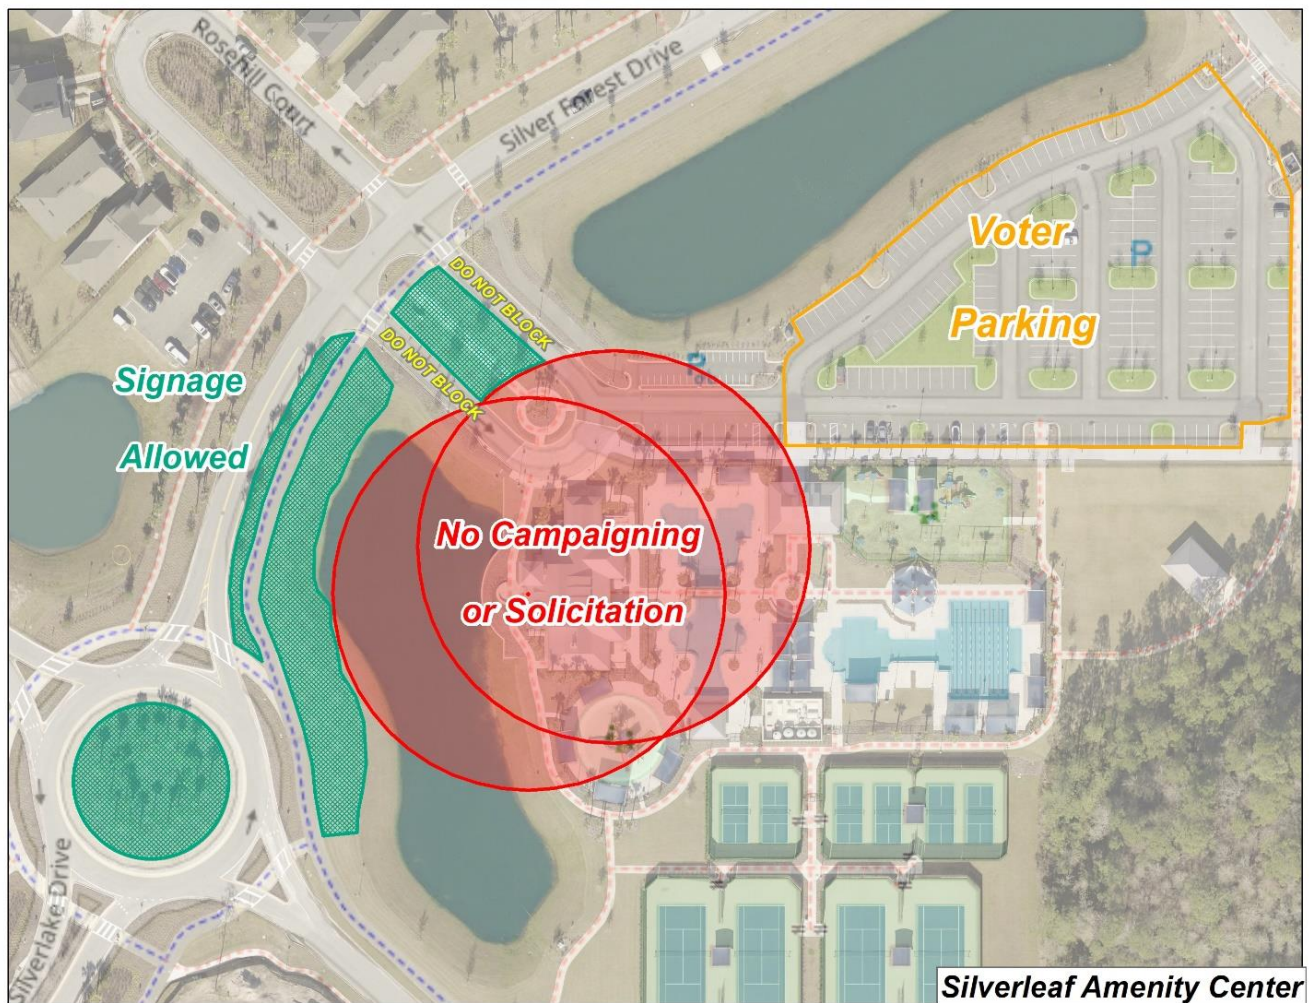 Rosehill Court
Silver Forest Drive
DO NOT BLOCK
DO NOT BLOCK
Voter
Parking
P
P
Signage
Allowed
No Campaigning
or Solicitation
Silverlake Drive
Silverleaf Amenity Center